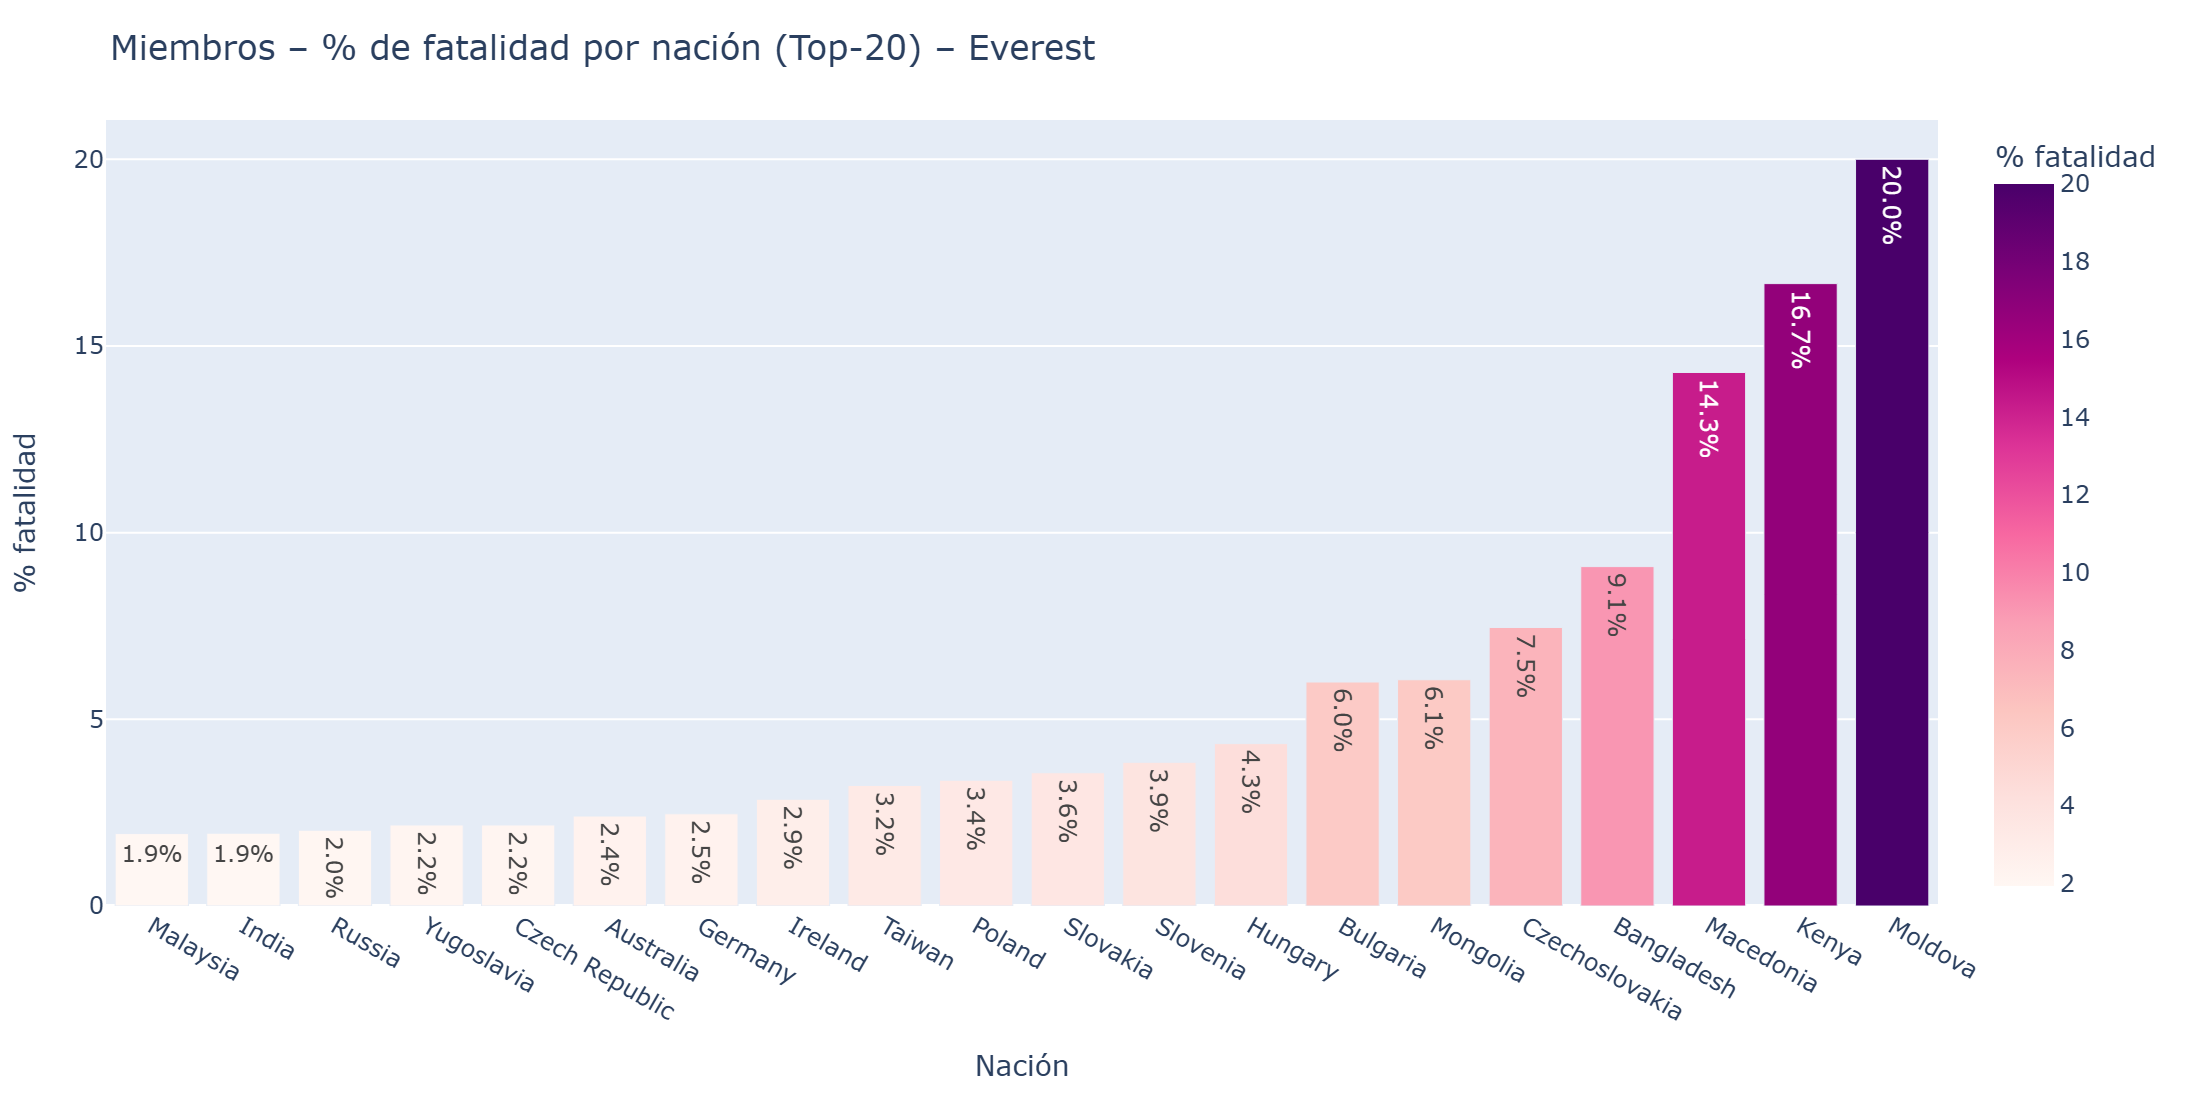 Miembros – % de fatalidad por nación (Top-20) – Everest
% fatalidad
20
15
10
5
0
1.9%
1.9%
2.0%
2.2%
2.2%
2.4%
2.5%
2.9%
3.2%
3.4%
3.6%
3.9%
4.3%
6.0%
6.1%
7.5%
9.1%
14.3%
16.7%
20.0%
Malaysia
India
Russia
Yugoslavia
Czech Republic
Australia
Germany
Ireland
Taiwan
Poland
Slovakia
Slovenia
Hungary
Bulgaria
Mongolia
Czechoslovakia
Bangladesh
Macedonia
Kenya
Moldova
Nación
% fatalidad
20
18
16
14
12
10
8
6
4
2